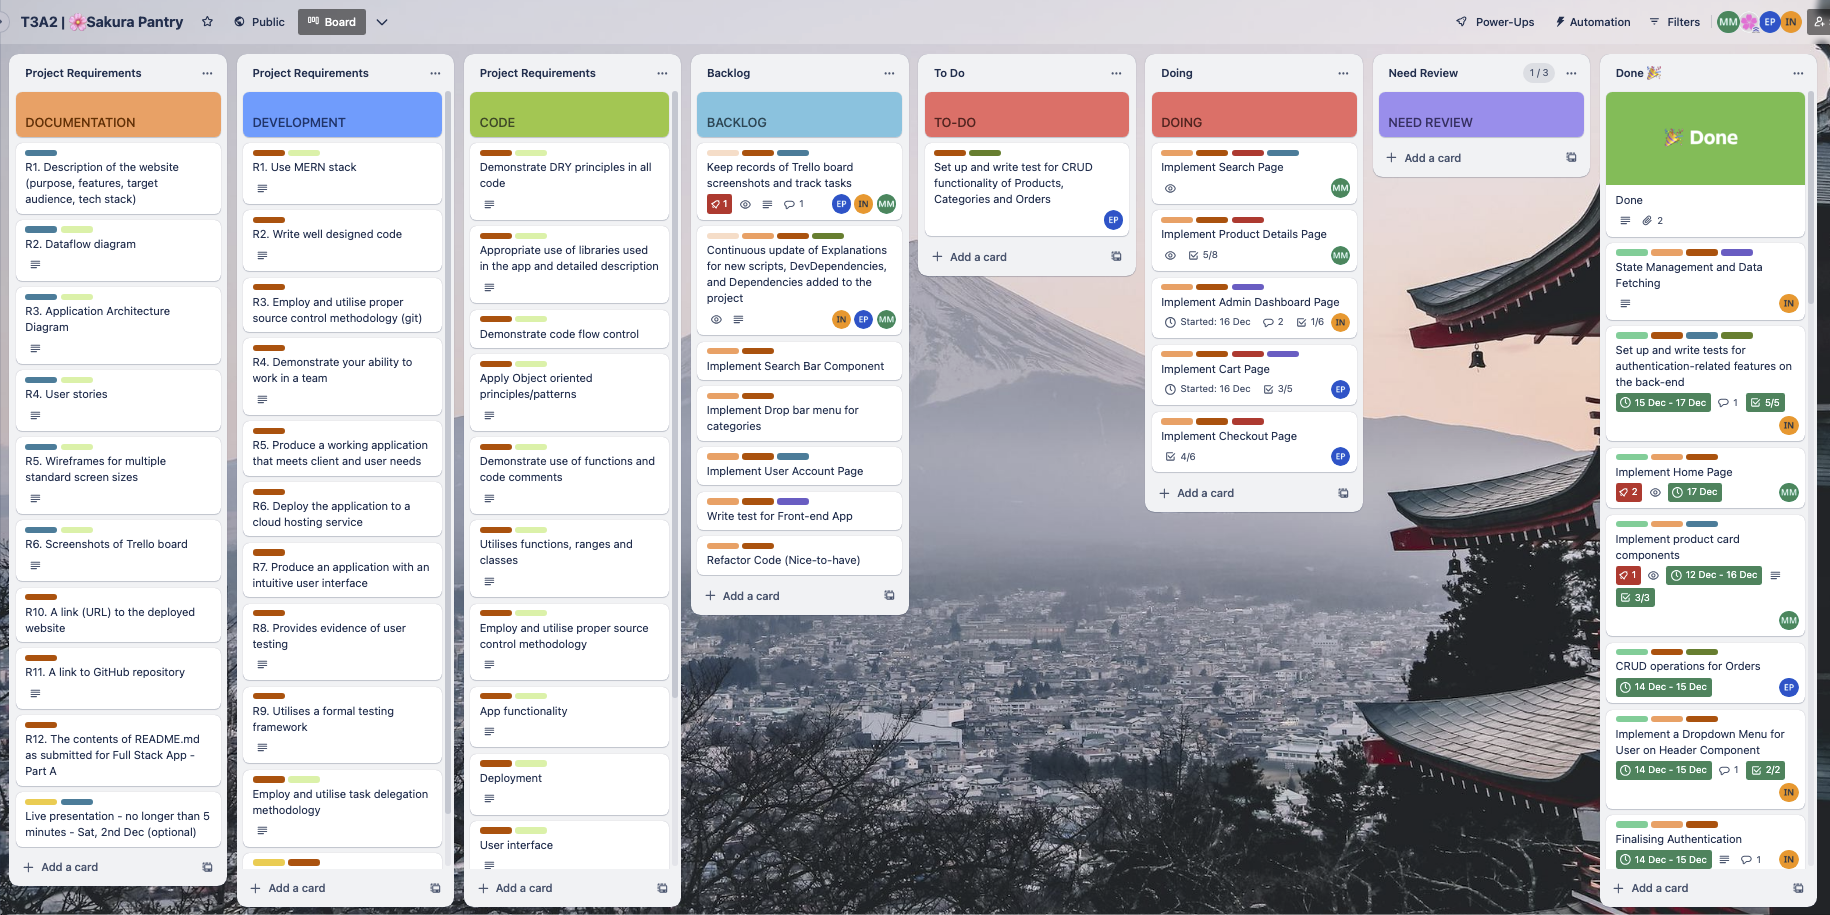 T3A2 | 🌸Sakura Pantry
Public
Board
Power-Ups
Automation
Filters
MM
EP
IN
Project Requirements
DOCUMENTATION
R1. Description of the website
(purpose, features, target
audience, tech stack)
R2. Dataflow diagram
R3. Application Architecture
Diagram
R4. User stories
R5. Wireframes for multiple
standard screen sizes
R6. Screenshots of Trello board
R10. A link (URL) to the deployed
website
R11. A link to GitHub repository
R12. The contents of README.md
as submitted for Full Stack App -
Part A
Live presentation - no longer than 5
minutes - Sat, 2nd Dec (optional)
Add a card
Project Requirements
DEVELOPMENT
R1. Use MERN stack
R2. Write well designed code
R3. Employ and utilise proper
source control methodology (git)
R4. Demonstrate your ability to
work in a team
R5. Produce a working application
that meets client and user needs
R6. Deploy the application to a
cloud hosting service
R7. Produce an application with an
intuitive user interface
R8. Provides evidence of user
testing
R9. Utilises a formal testing
framework
Employ and utilise task delegation
methodology
Add a card
Project Requirements
CODE
Demonstrate DRY principles in all
code
Appropriate use of libraries used
in the app and detailed description
Demonstrate code flow control
Apply Object oriented
principles/patterns
Demonstrate use of functions and
code comments
Utilises functions, ranges and
classes
Employ and utilise proper source
control methodology
App functionality
Deployment
User interface
Add a card
Backlog
BACKLOG
Keep records of Trello board
screenshots and track tasks
1 1 EP IN MM
Continuous update of Explanations
for new scripts, DevDependencies,
and Dependencies added to the
project
IN EP MM
Implement Search Bar Component
Implement Drop bar menu for
categories
Implement User Account Page
Write test for Front-end App
Refactor Code (Nice-to-have)
Add a card
To Do
TO-DO
Set up and write test for CRUD
functionality of Products,
Categories and Orders
EP
Add a card
Doing
DOING
Implement Search Page
MM
Implement Product Details Page
5/8 MM
Implement Admin Dashboard Page
Started: 16 Dec 2 1/6 IN
Implement Cart Page
Started: 16 Dec 3/5 EP
Implement Checkout Page
4/6 EP
Add a card
Need Review 1 / 3
NEED REVIEW
Add a card
Done 🎉
🎉 Done
Done
2
State Management and Data
Fetching
IN
Set up and write tests for
authentication-related features on
the back-end
15 Dec - 17 Dec 1 5/5
IN
Implement Home Page
2 17 Dec MM
Implement product card
components
1 12 Dec - 16 Dec
3/3
MM
CRUD operations for Orders
14 Dec - 15 Dec EP
Implement a Dropdown Menu for
User on Header Component
14 Dec - 15 Dec 1 2/2
IN
Finalising Authentication
14 Dec - 15 Dec 1 IN
Add a card